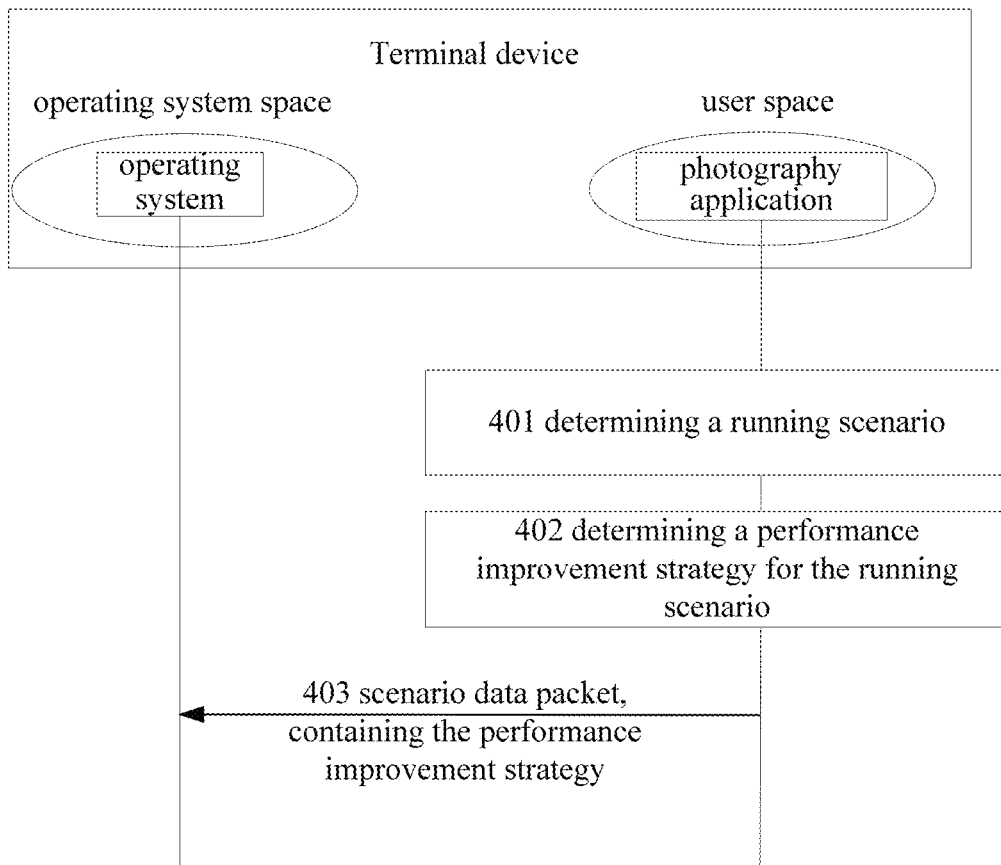 Terminal device
operating system space
user space
operating
system
photography
application
401 determining a running scenario
402 determining a performance
improvement strategy for the running
scenario
403 scenario data packet,
containing the performance
improvement strategy